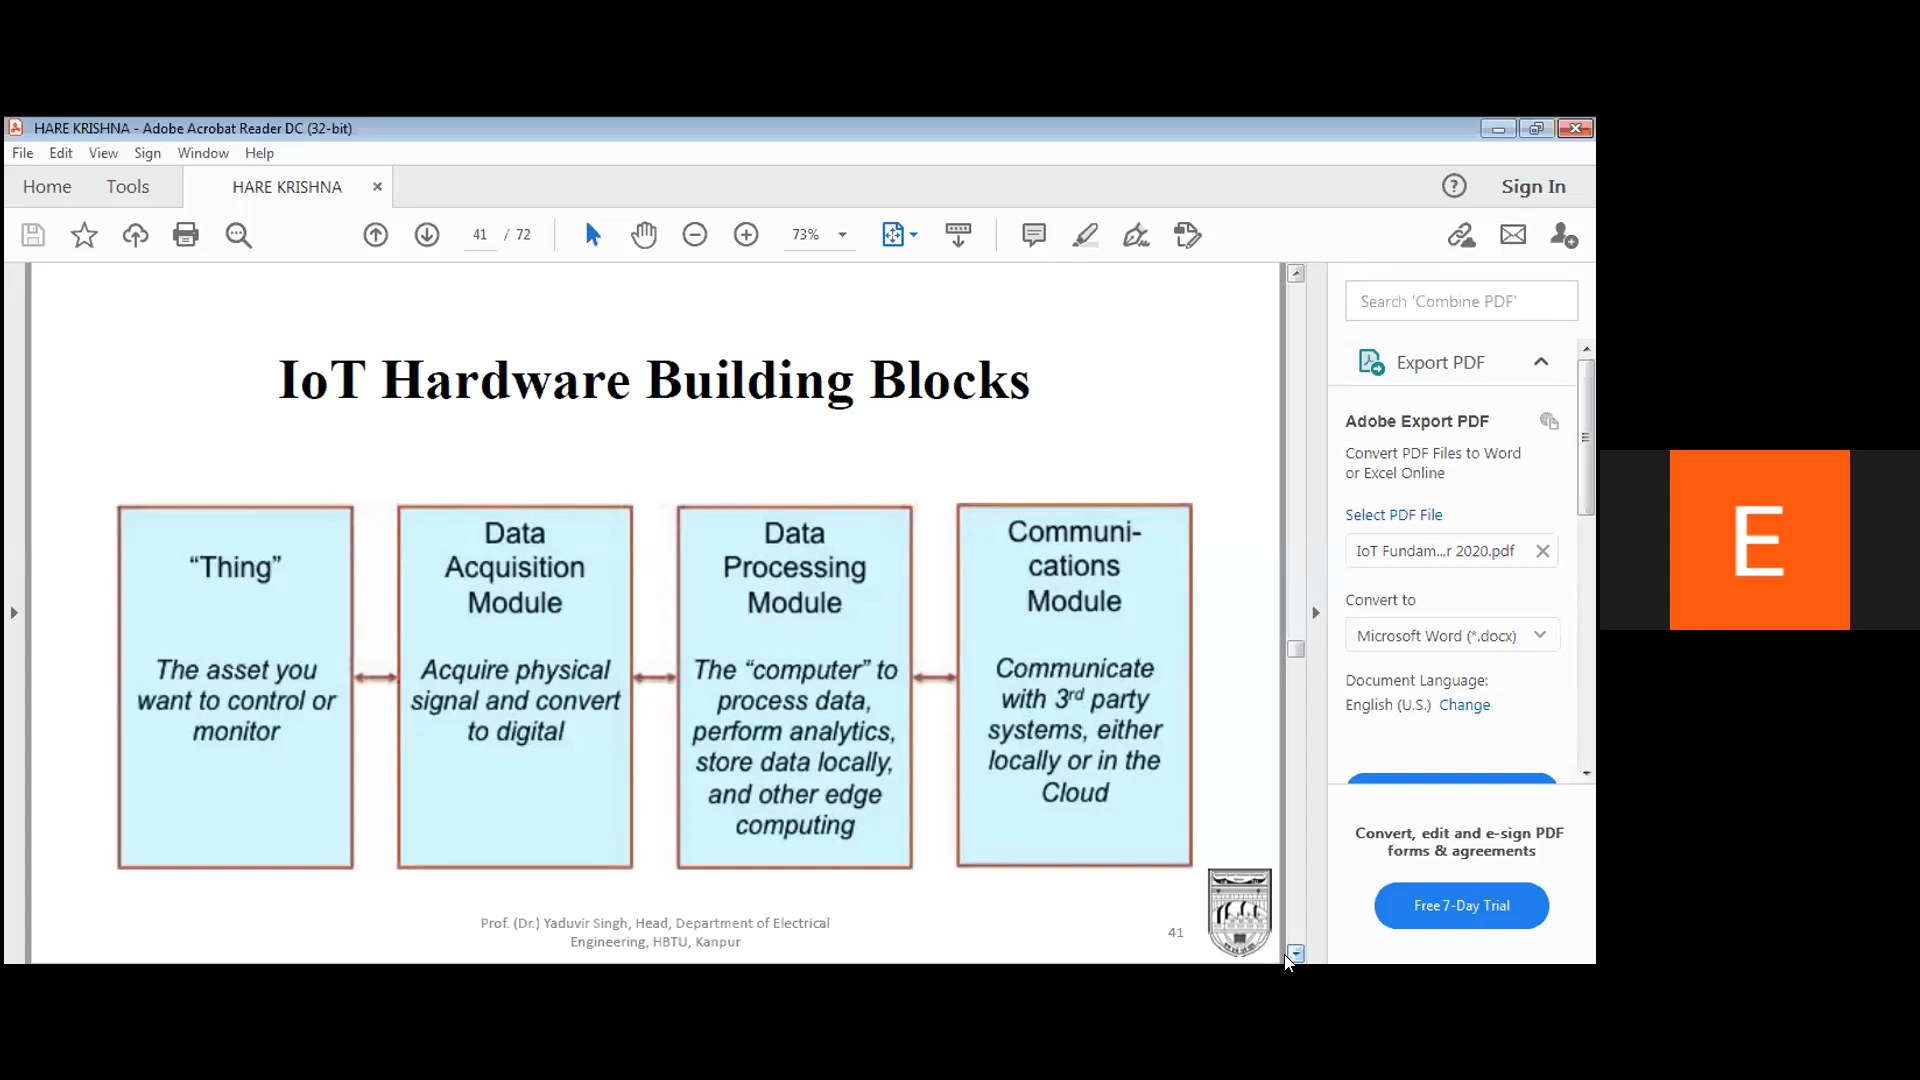 HARE KRISHNA - Adobe Acrobat Reader DC (32-bit)
File Edit View Sign Window Help
Home Tools HARE KRISHNA Sign In
41 / 72 73%
IoT Hardware Building Blocks
“Thing”
The asset you
want to control or
monitor
Data
Acquisition
Module
Acquire physical
signal and convert
to digital
Data
Processing
Module
The “computer” to
process data,
perform analytics,
store data locally,
and other edge
computing
Communi-
cations
Module
Communicate
with 3rd party
systems, either
locally or in the
Cloud
Prof. (Dr.) Yaduvir Singh, Head, Department of Electrical
Engineering, HBTU, Kanpur
41
Search 'Combine PDF'
Export PDF
Adobe Export PDF
Convert PDF Files to Word
or Excel Online
Select PDF File
IoT Fundam...r 2020.pdf
Convert to
Microsoft Word (*.docx)
Document Language:
English (U.S.) Change
Convert, edit and e-sign PDF
forms & agreements
Free 7-Day Trial
E